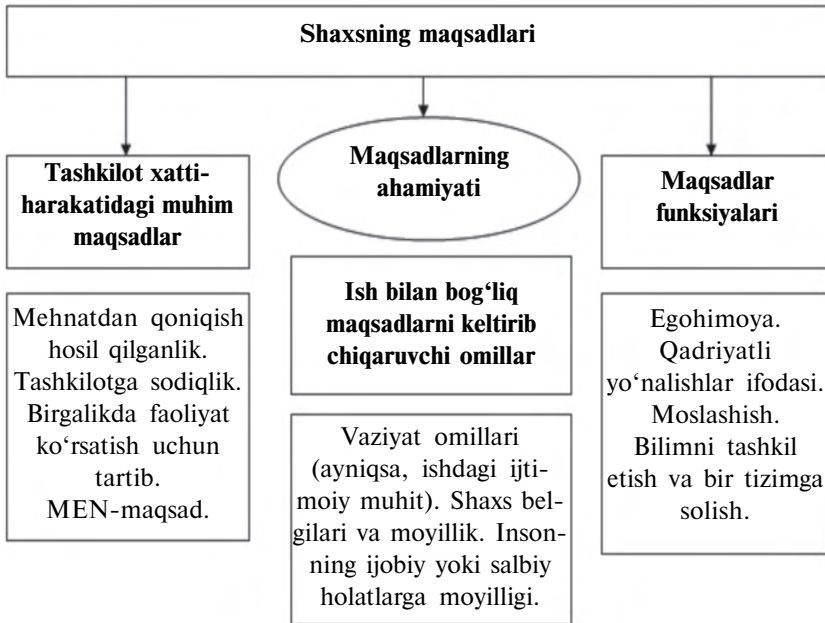 Shaxsning maqsadlari
Tashkilot xatti-
harakatidagi muhim
maqsadlar
Mehnatdan qoniqish
hosil qilganlik.
Tashkilotga sodiqlik.
Birgalikda faoliyat
ko‘rsatish uchun
tartib.
MEN-maqsad.
Maqsadlarning
ahamiyati
Ish bilan bog‘liq
maqsadlarni keltirib
chiqaruvchi omillar
Vaziyat omillari
(ayniqsa, ishdagi ijti-
moiy muhit). Shaxs bel-
gilari va moyillik. Inson-
ning ijobiy yoki salbiy
holatlarga moyilligi.
Maqsadlar
funksiyalari
Egohimoya.
Qadriyatli
yo‘nalishlar ifodasi.
Moslashish.
Bilimni tashkil
etish va bir tizimga
solish.